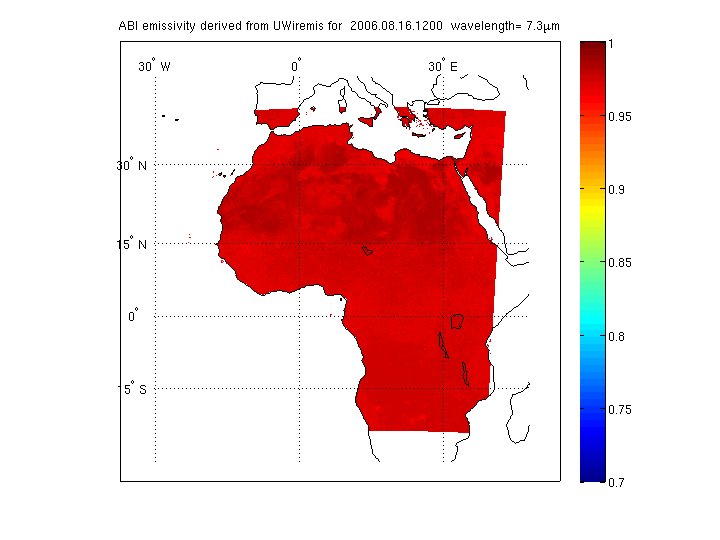 ABI emissivity derived from UWiremis for 2006.08.16.1200 wavelength= 7.3μm
30° W 0° 30° E
30° N
15° N
0°
15° S
1
0.95
0.9
0.85
0.8
0.75
0.7